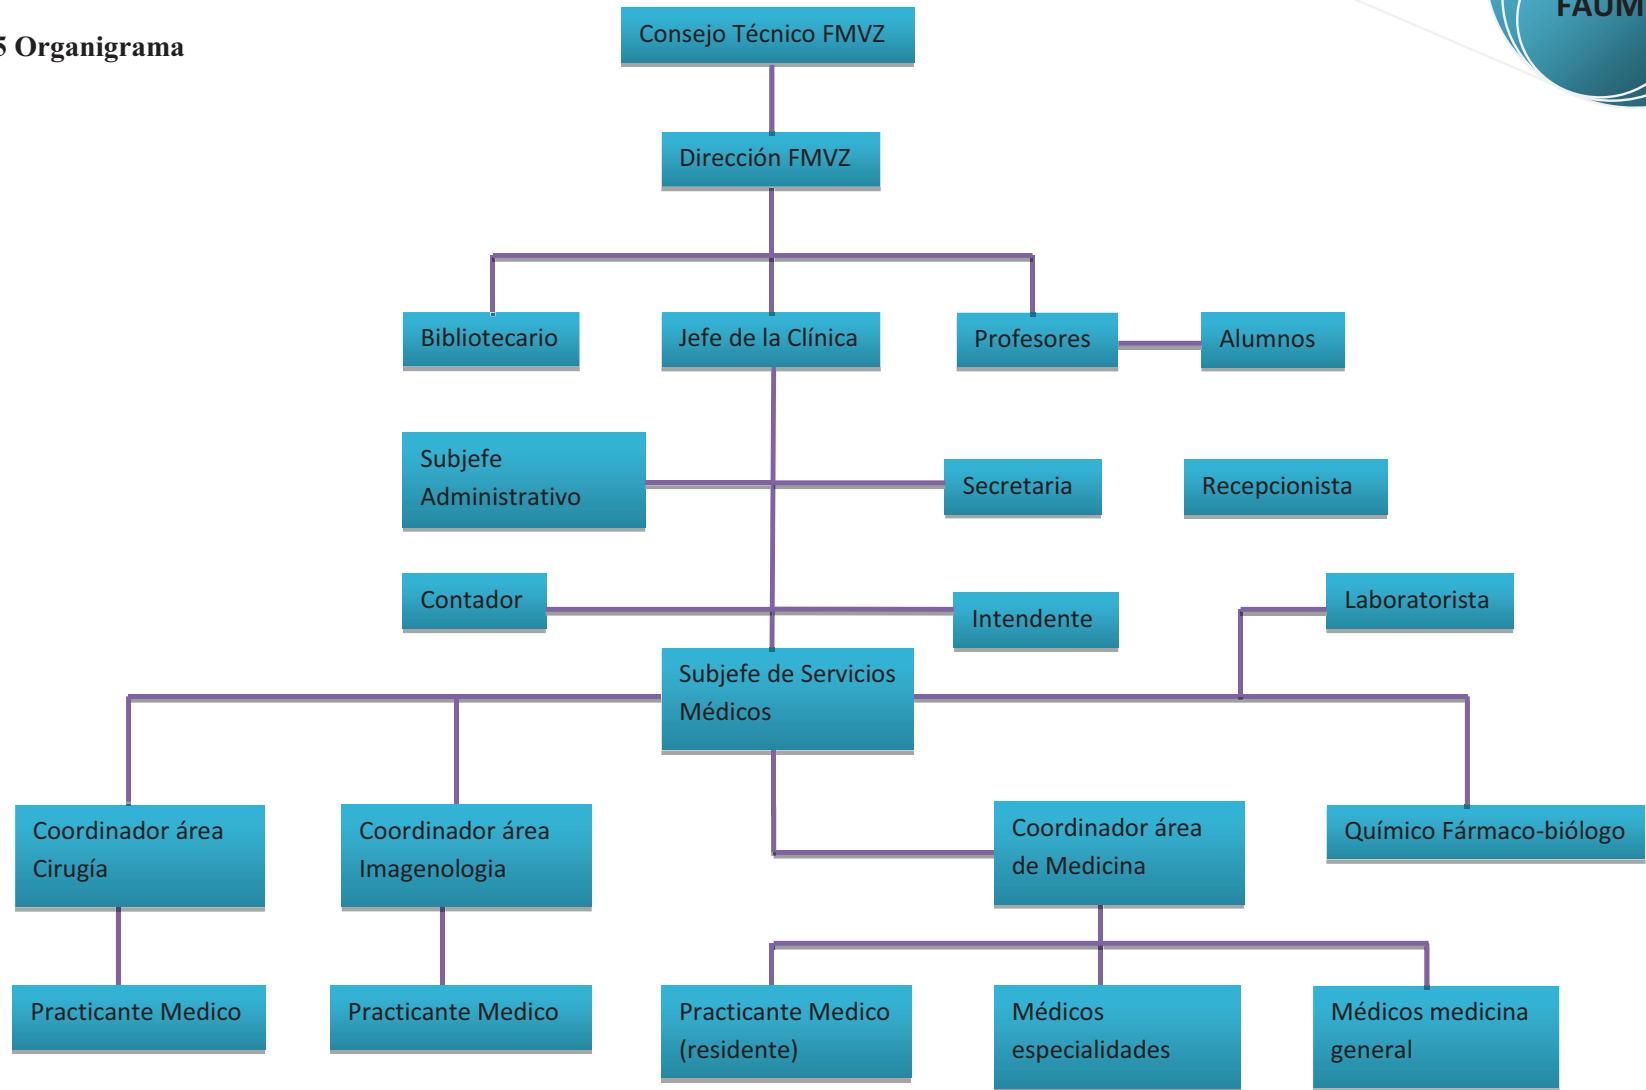 5 Organigrama
FAUM
Consejo Técnico FMVZ
Dirección FMVZ
Bibliotecario
Jefe de la Clínica
Profesores
Alumnos
Subjefe
Administrativo
Secretaria
Recepcionista
Contador
Intendente
Laboratorista
Subjefe de Servicios
Médicos
Coordinador área
Cirugía
Coordinador área
Imagenologia
Coordinador área
de Medicina
Químico Fármaco-biólogo
Practicante Medico
Practicante Medico
Practicante Medico
(residente)
Médicos
especialidades
Médicos medicina
general